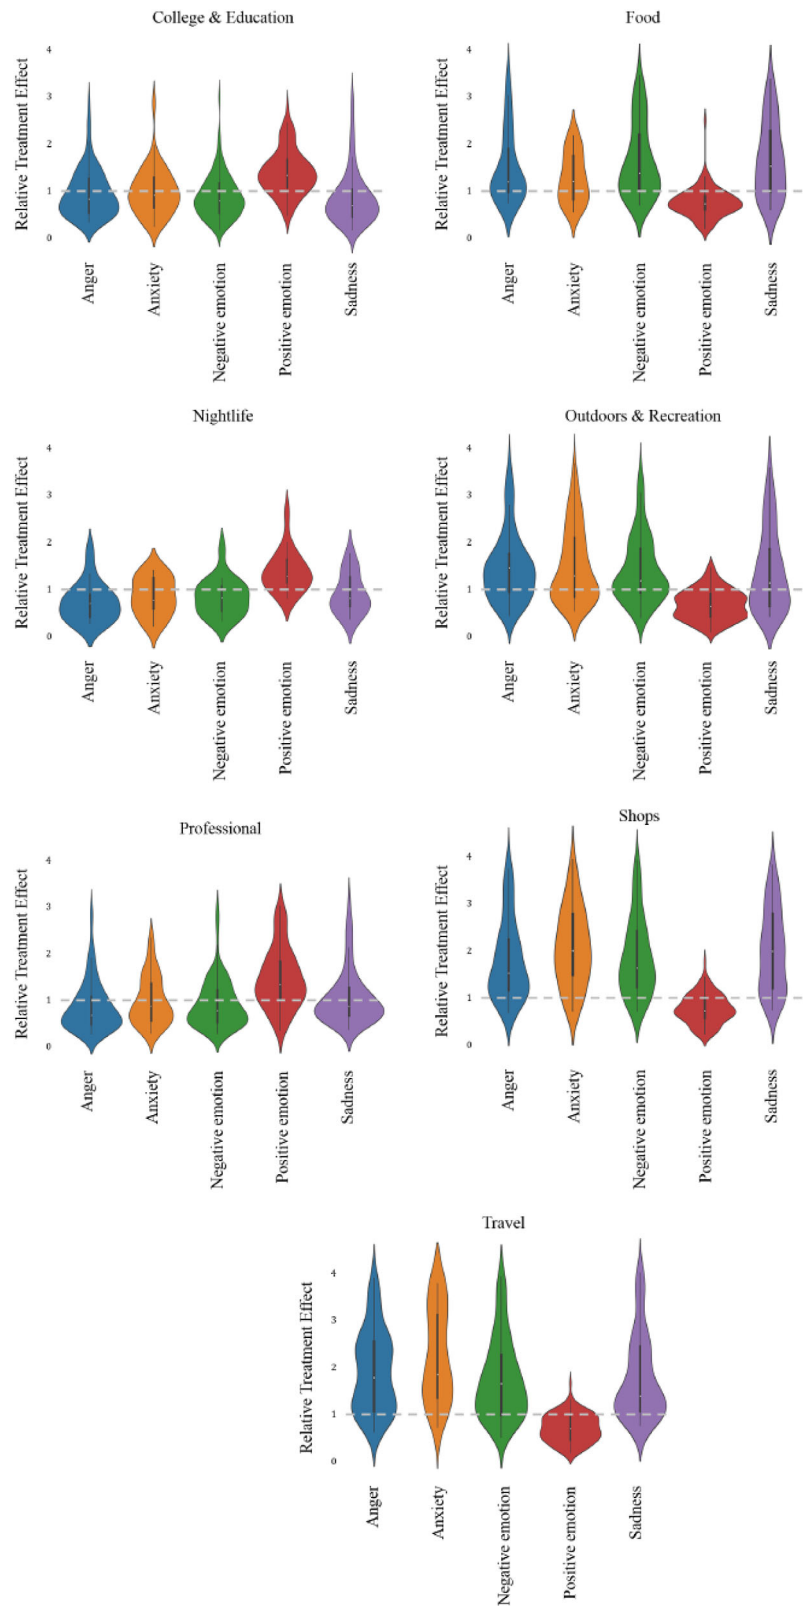 College & Education
Relative Treatment Effect
4
3
2
1
0
Anger
Anxiety
Negative emotion
Positive emotion
Sadness
Food
Relative Treatment Effect
4
3
2
1
0
Anger
Anxiety
Negative emotion
Positive emotion
Sadness
Nightlife
Relative Treatment Effect
4
3
2
1
0
Anger
Anxiety
Negative emotion
Positive emotion
Sadness
Outdoors & Recreation
Relative Treatment Effect
4
3
2
1
0
Anger
Anxiety
Negative emotion
Positive emotion
Sadness
Professional
Relative Treatment Effect
4
3
2
1
0
Anger
Anxiety
Negative emotion
Positive emotion
Sadness
Shops
Relative Treatment Effect
4
3
2
1
0
Anger
Anxiety
Negative emotion
Positive emotion
Sadness
Travel
Relative Treatment Effect
4
3
2
1
0
Anger
Anxiety
Negative emotion
Positive emotion
Sadness